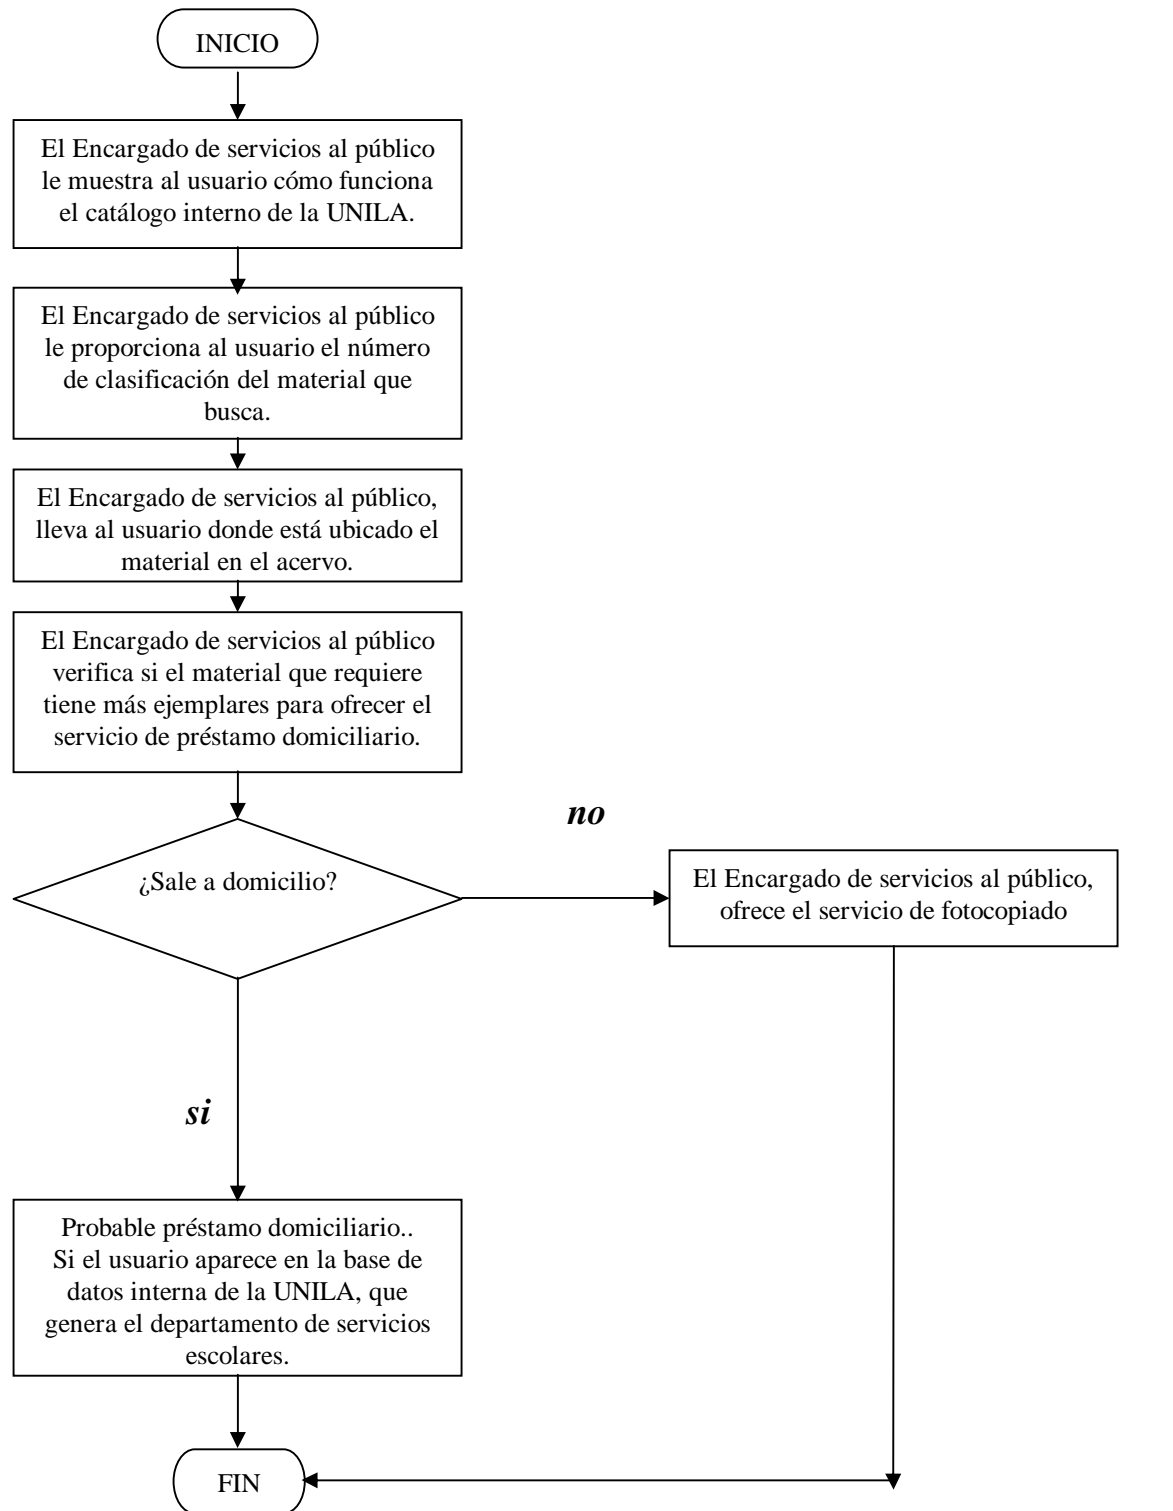 INICIO
El Encargado de servicios al público
le muestra al usuario cómo funciona
el catálogo interno de la UNILA.
El Encargado de servicios al público
le proporciona al usuario el número
de clasificación del material que
busca.
El Encargado de servicios al público,
lleva al usuario donde está ubicado el
material en el acervo.
El Encargado de servicios al público
verifica si el material que requiere
tiene más ejemplares para ofrecer el
servicio de préstamo domiciliario.
¿Sale a domicilio?
no
El Encargado de servicios al público,
ofrece el servicio de fotocopiado
si
Probable préstamo domiciliario..
Si el usuario aparece en la base de
datos interna de la UNILA, que
genera el departamento de servicios
escolares.
FIN